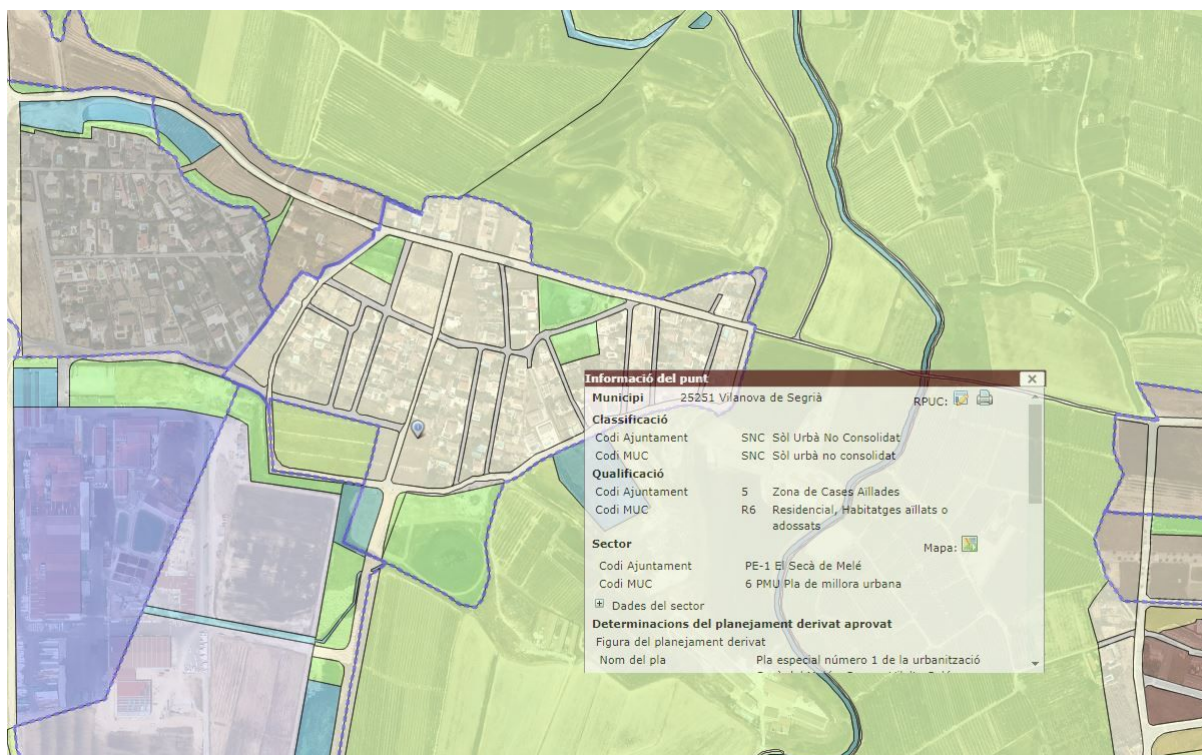 Informació del punt
Municipi 25251 Vilanova de Segrià RPUC:
Classificació
Codi Ajuntament SNC Sòl Urbà No Consolidat
Codi MUC SNC Sòl urbà no consolidat
Qualificació
Codi Ajuntament 5 Zona de Cases Aïllades
Codi MUC R6 Residencial, Habitatges aïllats o
adossats
Sector Mapa:
Codi Ajuntament PE-1 El Secà de Melé
Codi MUC 6 PMU Pla de millora urbana
Dades del sector
Determinacions del planejament derivat aprovat
Figura del planejament derivat
Nom del pla Pla especial número 1 de la urbanització